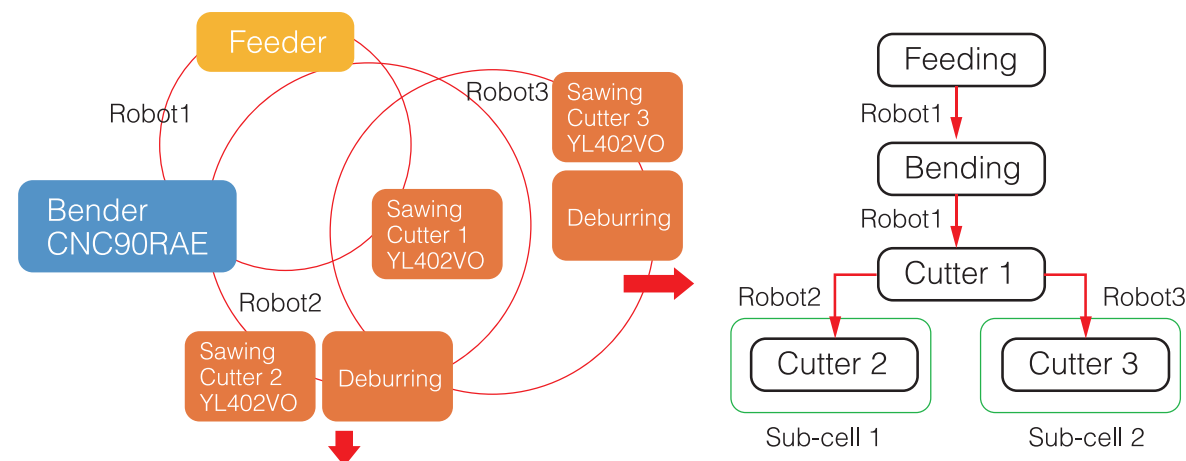 Feeder
Robot1
Robot3
Sawing
Cutter 3
YL402VO
Bender
CNC90RAE
Sawing
Cutter 1
YL402VO
Deburring
Robot2
Sawing
Cutter 2
YL402VO
Deburring
Feeding
Robot1
Bending
Robot1
Cutter 1
Robot2
Robot3
Cutter 2
Cutter 3
Sub-cell 1
Sub-cell 2